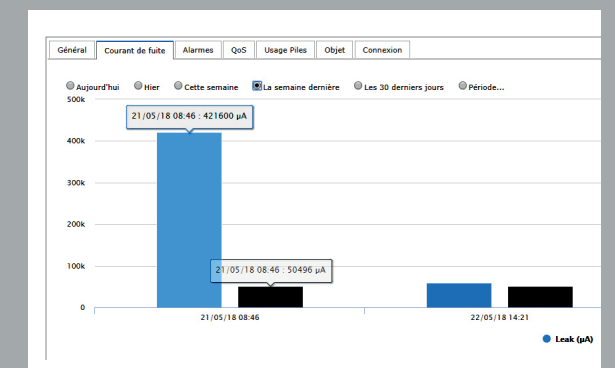 Général Courant de fuite Alarmes QoS Usage Piles Objet Connexion
Aujourd'hui Hier Cette semaine La semaine dernière Les 30 derniers jours Période...
500k
21/05/18 08:46 : 421600 µA
400k
300k
200k
21/05/18 08:46 : 50496 µA
100k
0
21/05/18 08:46 22/05/18 14:21
Leak (µA)